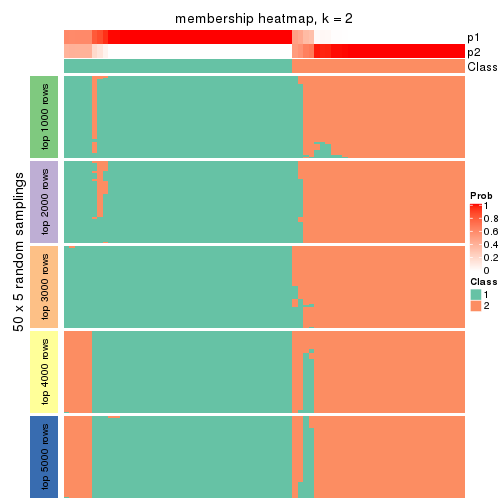 membership heatmap, k = 2
p1
p2
Class
50 x 5 random samplings
top 1000 rows
top 2000 rows
top 3000 rows
top 4000 rows
top 5000 rows
Prob
1
0.8
0.6
0.4
0.2
0
Class
1
2